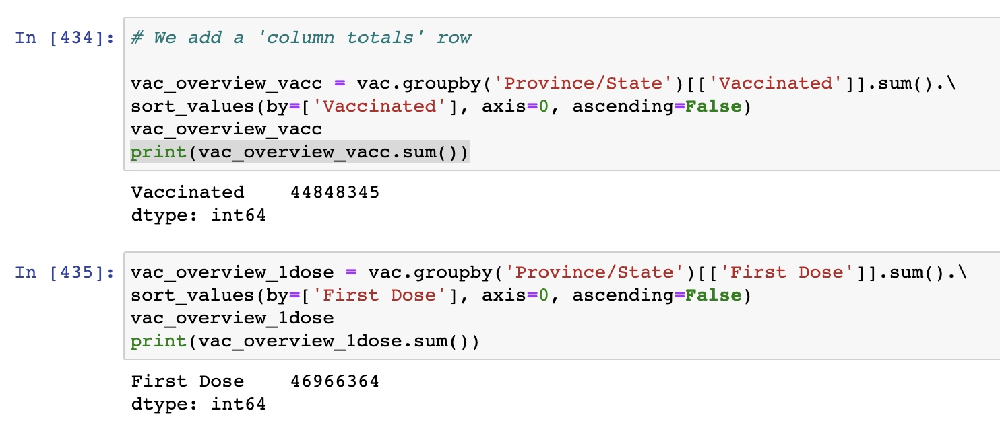 In [434]: # We add a 'column totals' row
vac_overview_vacc = vac.groupby('Province/State')[['Vaccinated']].sum().\
sort_values(by=['Vaccinated'], axis=0, ascending=False)
vac_overview_vacc
print(vac_overview_vacc.sum())
Vaccinated    44848345
dtype: int64
In [435]: vac_overview_1dose = vac.groupby('Province/State')[['First Dose']].sum().\
sort_values(by=['First Dose'], axis=0, ascending=False)
vac_overview_1dose
print(vac_overview_1dose.sum())
First Dose    46966364
dtype: int64